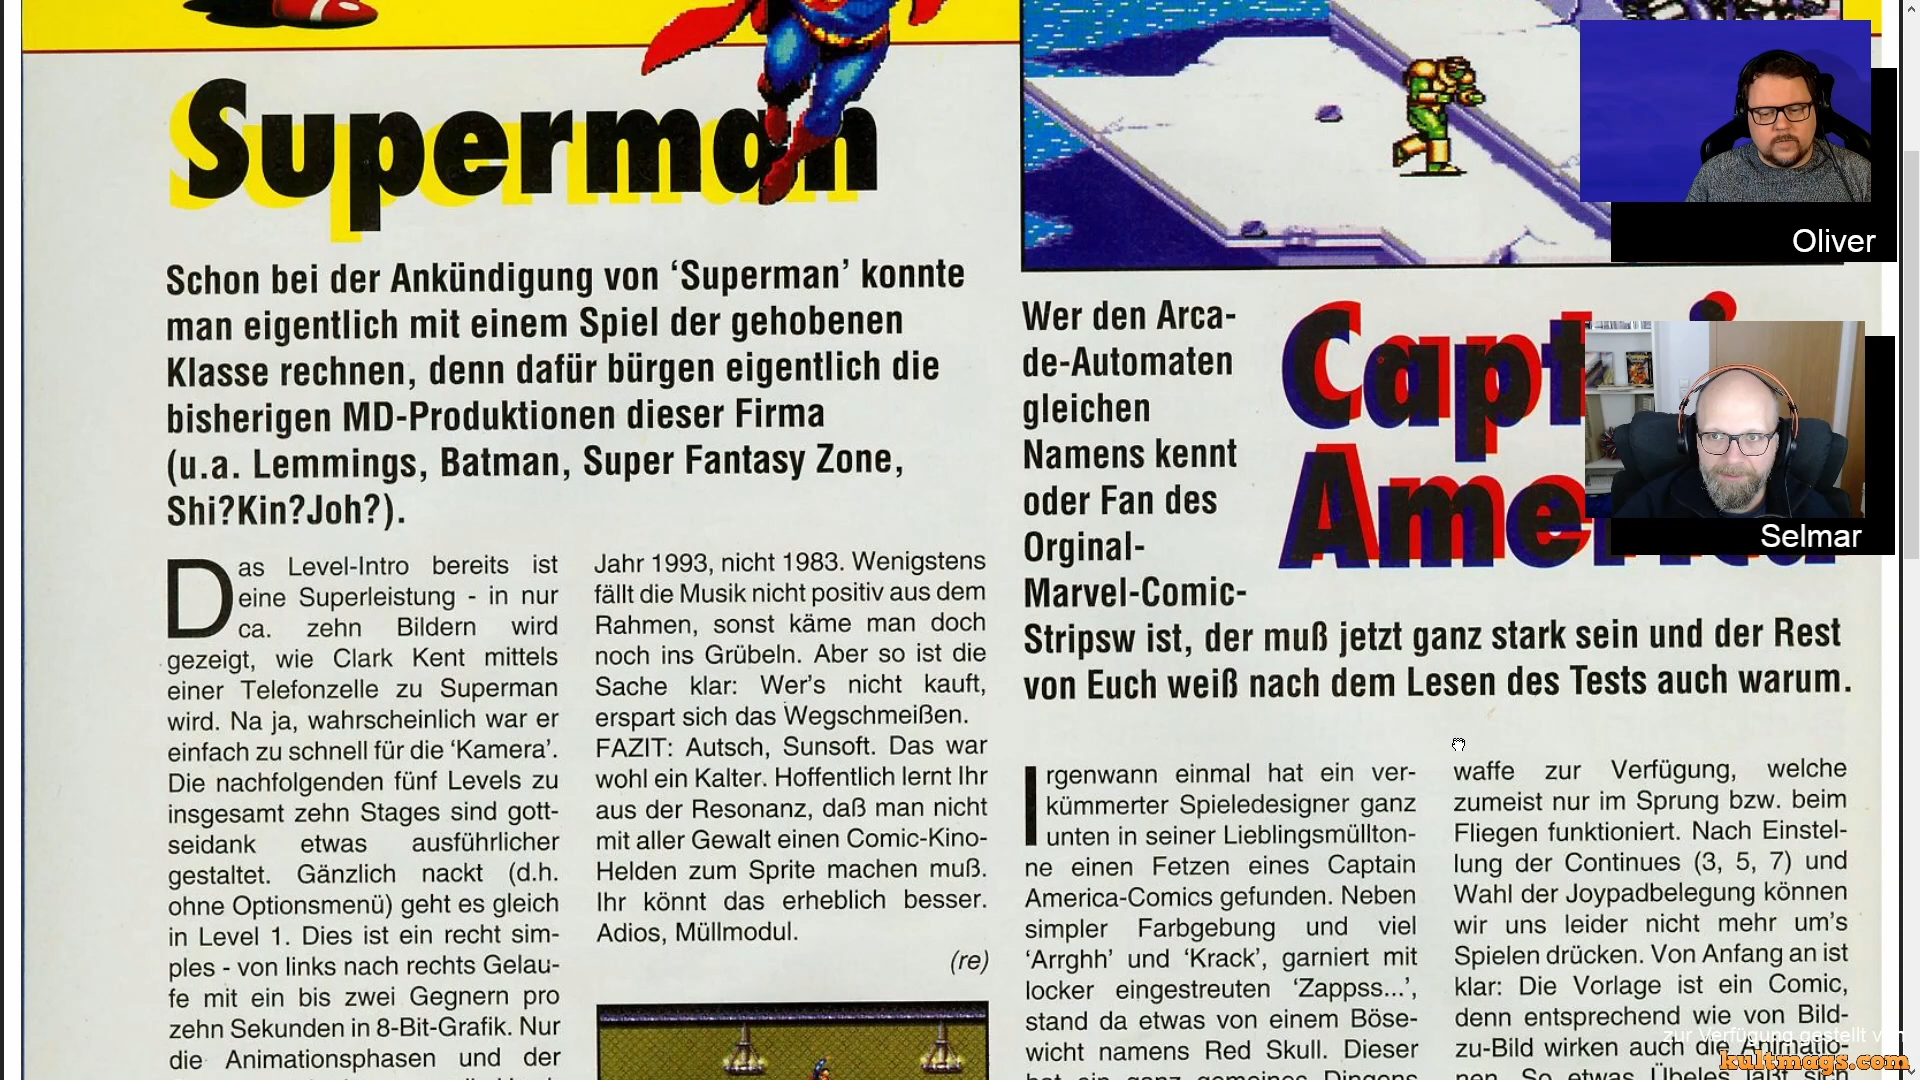 Superman
Schon bei der Ankündigung von ‘Superman’ konnte
man eigentlich mit einem Spiel der gehobenen
Klasse rechnen, denn dafür bürgen eigentlich die
bisherigen MD-Produktionen dieser Firma
(u.a. Lemmings, Batman, Super Fantasy Zone,
Shi?Kin?Joh?).
Das Level-Intro bereits ist
eine Superleistung - in nur
ca. zehn Bildern wird
gezeigt, wie Clark Kent mittels
einer Telefonzelle zu Superman
wird. Na ja, wahrscheinlich war er
einfach zu schnell für die ‘Kamera’.
Die nachfolgenden fünf Levels zu
insgesamt zehn Stages sind gott-
seidank etwas ausführlicher
gestaltet. Gänzlich nackt (d.h.
ohne Optionsmenü) geht es gleich
in Level 1. Dies ist ein recht sim-
ples - von links nach rechts Gelau-
fe mit ein bis zwei Gegnern pro
zehn Sekunden in 8-Bit-Grafik. Nur
die Animationsphasen und der
Jahr 1993, nicht 1983. Wenigstens
fällt die Musik nicht positiv aus dem
Rahmen, sonst käme man doch
noch ins Grübeln. Aber so ist die
Sache klar: Wer’s nicht kauft,
erspart sich das Wegschmeißen.
FAZIT: Autsch, Sunsoft. Das war
wohl ein Kalter. Hoffentlich lernt Ihr
aus der Resonanz, daß man nicht
mit aller Gewalt einen Comic-Kino-
Helden zum Sprite machen muß.
Ihr könnt das erheblich besser.
Adios, Müllmodul.
(re)
Capt
Ame
Wer den Arca-
de-Automaten
gleichen
Namens kennt
oder Fan des
Orginal-
Marvel-Comic-
Stripsw ist, der muß jetzt ganz stark sein und der Rest
von Euch weiß nach dem Lesen des Tests auch warum.
Irgenwann einmal hat ein ver-
kümmerter Spieledesigner ganz
unten in seiner Lieblingsmüllton-
ne einen Fetzen eines Captain
America-Comics gefunden. Neben
simpler Farbgebung und viel
‘Arrghh’ und ‘Krack’, garniert mit
locker eingestreuten ‘Zappss...’,
stand da etwas von einem Böse-
wicht namens Red Skull. Dieser
hat ein ganz gemeines Dingens
waffe zur Verfügung, welche
zumeist nur im Sprung bzw. beim
Fliegen funktioniert. Nach Einstel-
lung der Continues (3, 5, 7) und
Wahl der Joypadbelegung können
wir uns leider nicht mehr um’s
Spielen drücken. Von Anfang an ist
klar: Die Vorlage ist ein Comic,
denn entsprechend wie von Bild-
zu-Bild wirken auch die Animatio-
nen. So etwas Übeles läßt sich
Oliver
Selmar
zur Verfügung gestellt von
kultmags.com